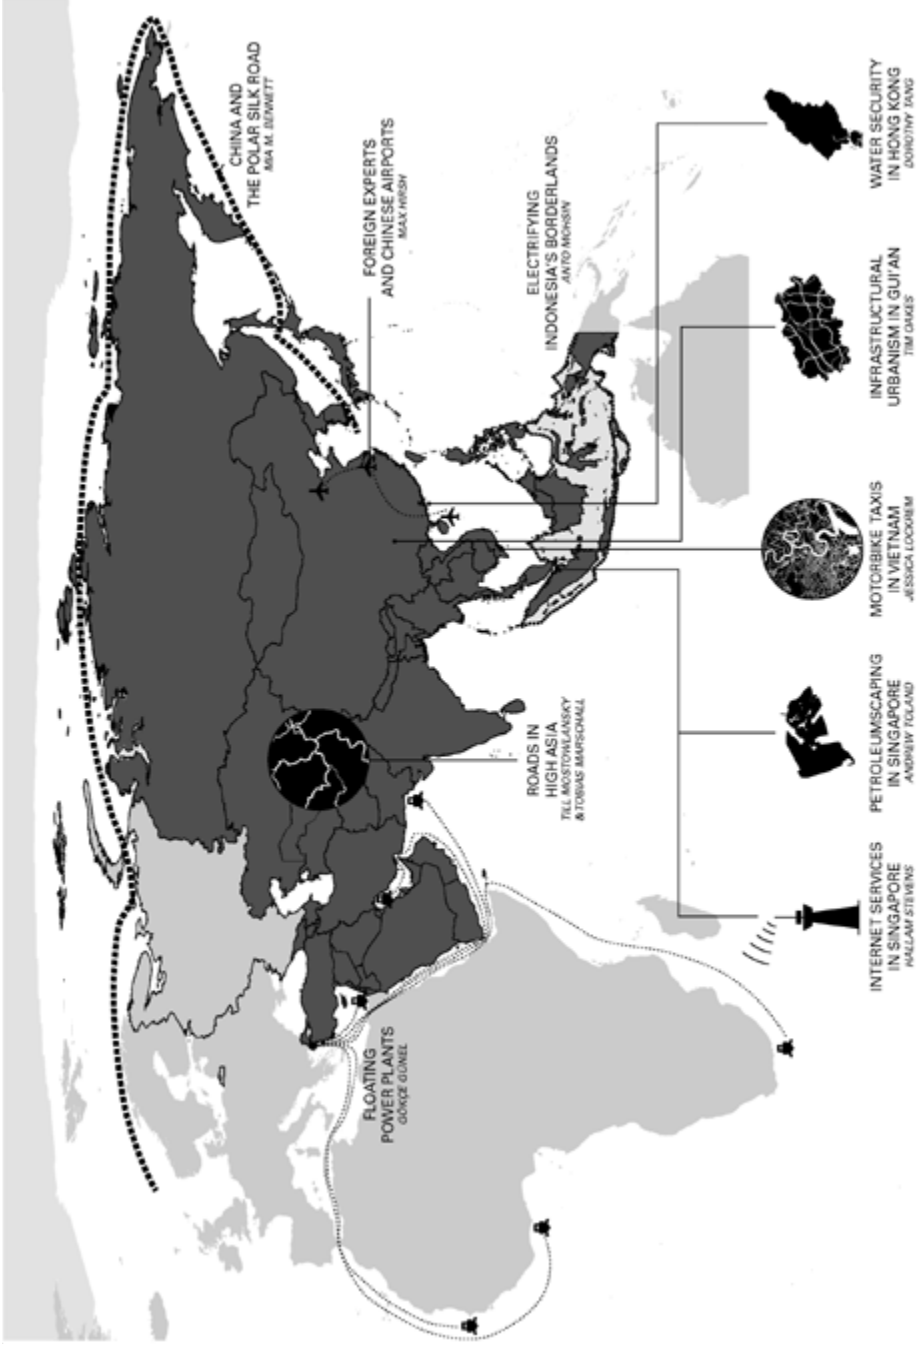 CHINA AND
THE POLAR SILK ROAD
MIA M. BENNETT
FOREIGN EXPERTS
AND CHINESE AIRPORTS
MAX HIRSH
FLOATING
POWER PLANTS
GÖKÇE GÜNEL
ROADS IN
HIGH ASIA
TILL MOSTOWLANSKY
& TOBIAS MARSCHALL
ELECTRIFYING
INDONESIA'S BORDERLANDS
ANTO MOHSIN
INTERNET SERVICES
IN SINGAPORE
HALLAM STEVENS
PETROLEUMSCAPING
IN SINGAPORE
ANDREW TOLAND
MOTORBIKE TAXIS
IN VIETNAM
JESSICA LOCKREM
INFRASTRUCTURAL
URBANISM IN GUI'AN
TIM OAKES
WATER SECURITY
IN HONG KONG
DOROTHY TANG